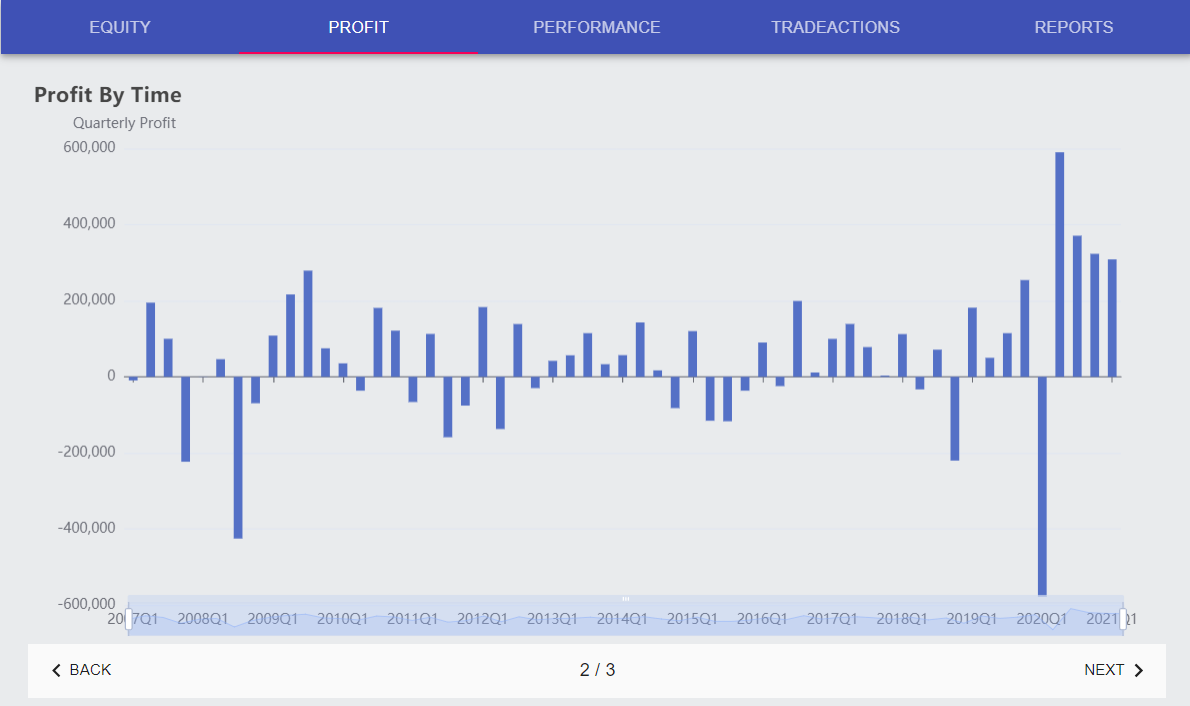 EQUITY PROFIT PERFORMANCE TRADEACTIONS REPORTS
Profit By Time
Quarterly Profit
600,000
400,000
200,000
0
-200,000
-400,000
-600,000
2007Q1 2008Q1 2009Q1 2010Q1 2011Q1 2012Q1 2013Q1 2014Q1 2015Q1 2016Q1 2017Q1 2018Q1 2019Q1 2020Q1 2021Q1
BACK 2 / 3 NEXT